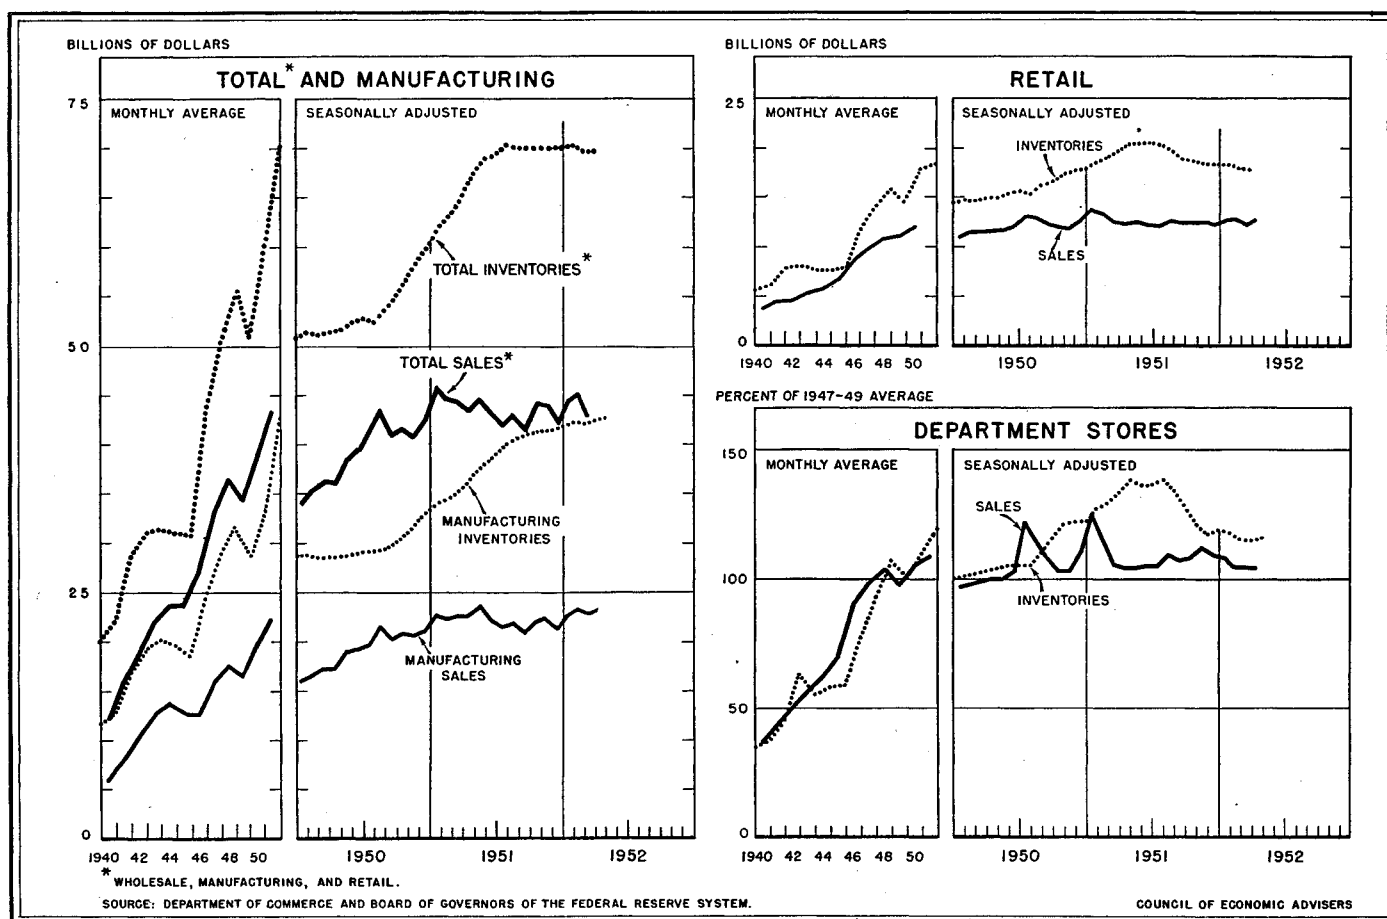 BILLIONS OF DOLLARS
TOTAL* AND MANUFACTURING
75
MONTHLY AVERAGE
SEASONALLY ADJUSTED
TOTAL INVENTORIES*
50
TOTAL SALES*
MANUFACTURING
INVENTORIES
25
MANUFACTURING
SALES
0
1940 42 44 46 48 50
1950 1951 1952
BILLIONS OF DOLLARS
RETAIL
25
MONTHLY AVERAGE
SEASONALLY ADJUSTED
INVENTORIES
SALES
0
1940 42 44 46 48 50
1950 1951 1952
PERCENT OF 1947-49 AVERAGE
DEPARTMENT STORES
150
MONTHLY AVERAGE
SEASONALLY ADJUSTED
SALES
100
INVENTORIES
50
0
1940 42 44 46 48 50
1950 1951 1952
* WHOLESALE, MANUFACTURING, AND RETAIL.
SOURCE: DEPARTMENT OF COMMERCE AND BOARD OF GOVERNORS OF THE FEDERAL RESERVE SYSTEM.
COUNCIL OF ECONOMIC ADVISERS